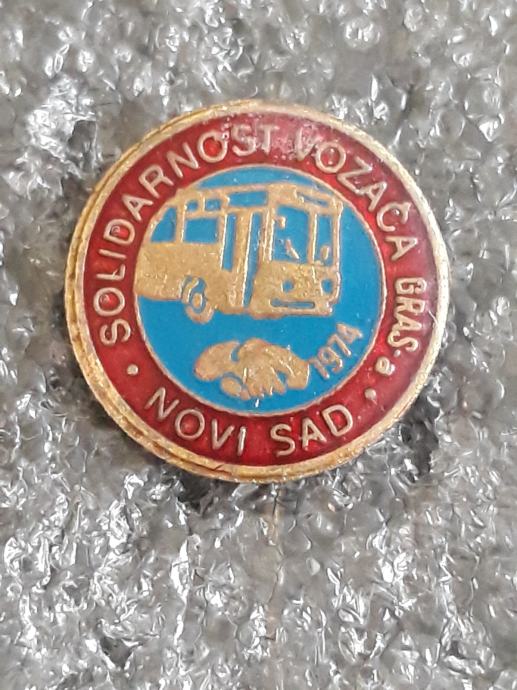 SOLIDARNOST VOZAČA GRAS-a
1974
• NOVI SAD •